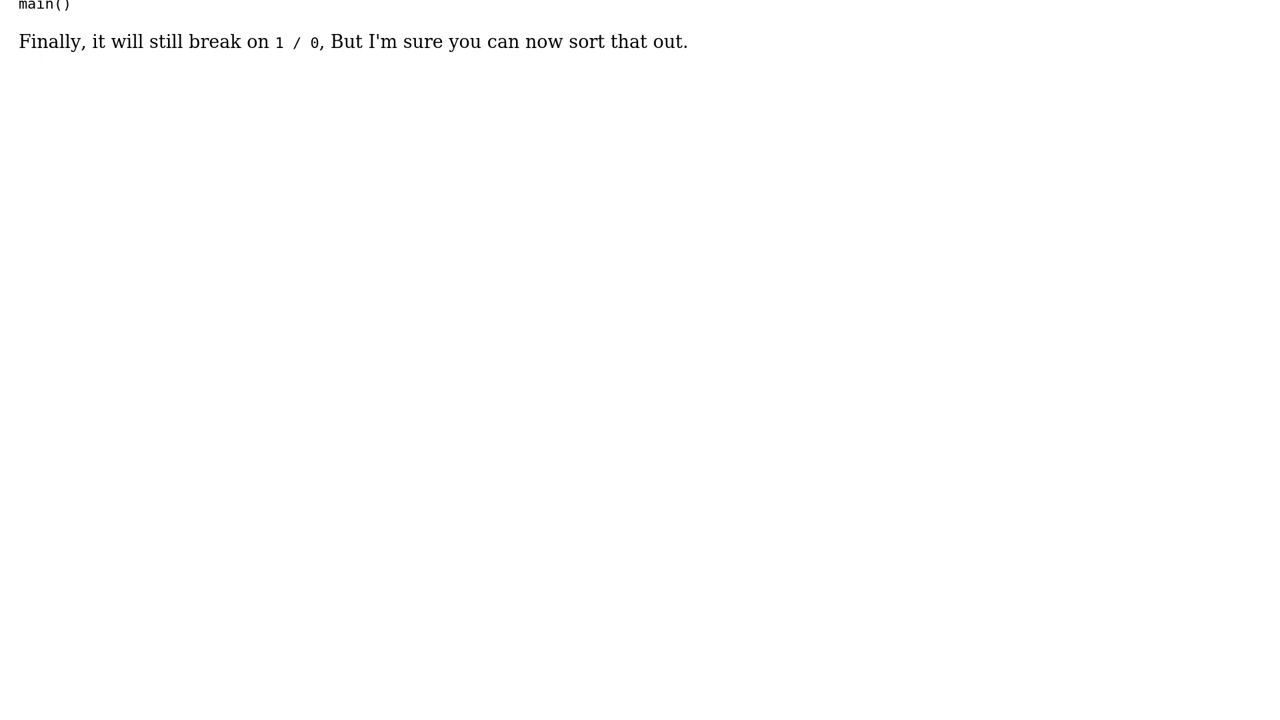 main()
Finally, it will still break on 1 / 0, But I'm sure you can now sort that out.